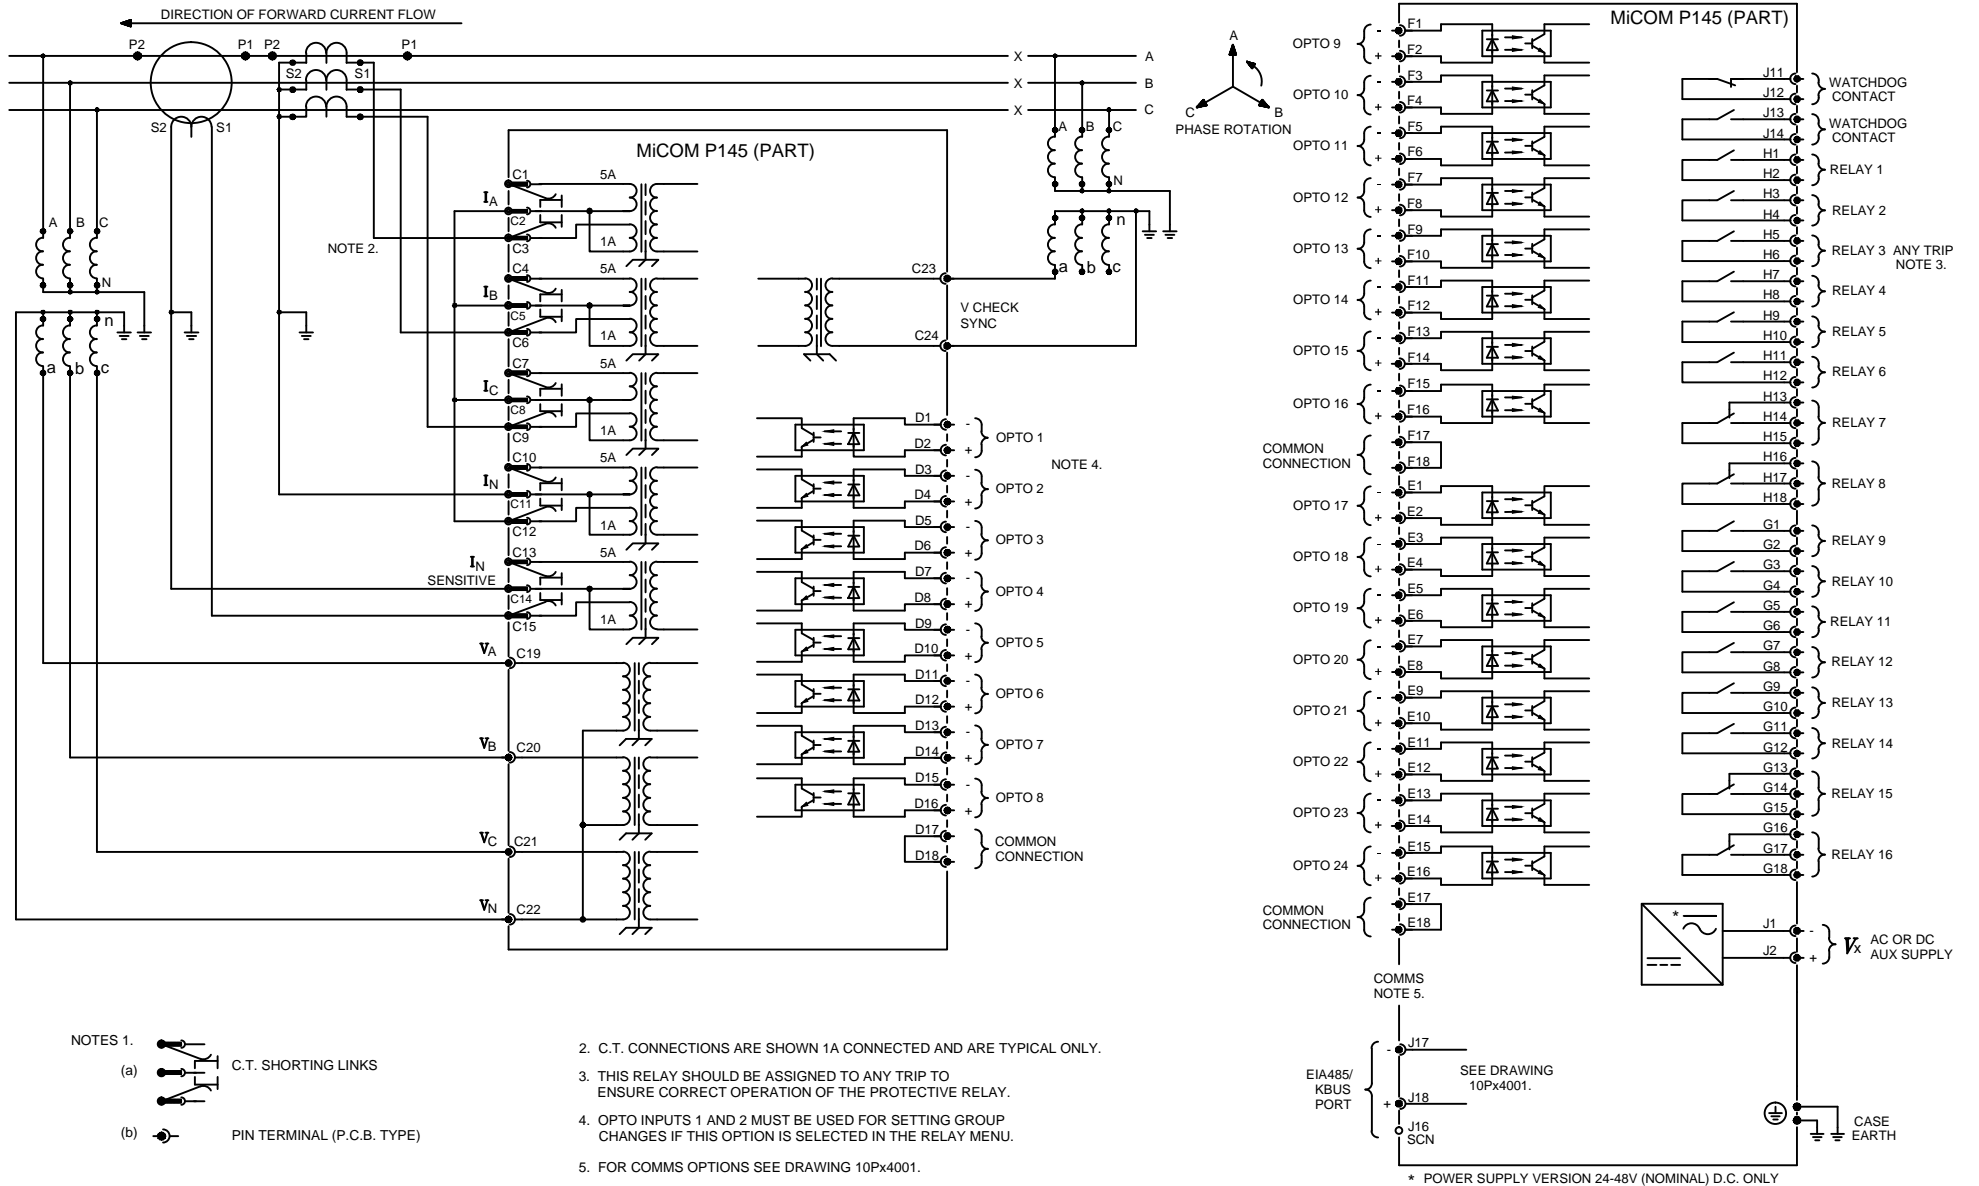 DIRECTION OF FORWARD CURRENT FLOW
P2
P1
P2
P1
S2
S1
X
A
X
B
X
C
S2
S1
A
B
C
N
n
a
b
c
NOTE 2.
MiCOM P145 (PART)
I A
C1
C2
C3
5A
1A
I B
C4
C5
C6
5A
1A
I C
C7
C8
C9
5A
1A
I N
C10
C11
C12
5A
1A
I N
SENSITIVE
C13
C14
C15
5A
1A
VA
C19
VB
C20
VC
C21
VN
C22
C23
C24
V CHECK
SYNC
A
B
C
N
n
a
b
c
A
B
C
PHASE ROTATION
D1 -
D2 +
OPTO 1
NOTE 4.
D3 -
D4 +
OPTO 2
D5 -
D6 +
OPTO 3
D7 -
D8 +
OPTO 4
D9 -
D10 +
OPTO 5
D11 -
D12 +
OPTO 6
D13 -
D14 +
OPTO 7
D15 -
D16 +
OPTO 8
D17
D18
COMMON
CONNECTION
MiCOM P145 (PART)
OPTO 9
- F1
+ F2
OPTO 10
- F3
+ F4
OPTO 11
- F5
+ F6
OPTO 12
- F7
+ F8
OPTO 13
- F9
+ F10
OPTO 14
- F11
+ F12
OPTO 15
- F13
+ F14
OPTO 16
- F15
+ F16
COMMON
CONNECTION
F17
F18
OPTO 17
- E1
+ E2
OPTO 18
- E3
+ E4
OPTO 19
- E5
+ E6
OPTO 20
- E7
+ E8
OPTO 21
- E9
+ E10
OPTO 22
- E11
+ E12
OPTO 23
- E13
+ E14
OPTO 24
- E15
+ E16
COMMON
CONNECTION
E17
E18
COMMS
NOTE 5.
EIA485/
KBUS
PORT
- J17
+ J18
J16
SCN
SEE DRAWING
10Px4001.
J11
J12
WATCHDOG
CONTACT
J13
J14
WATCHDOG
CONTACT
H1
H2
RELAY 1
H3
H4
RELAY 2
H5
H6
RELAY 3 ANY TRIP
NOTE 3.
H7
H8
RELAY 4
H9
H10
RELAY 5
H11
H12
RELAY 6
H13
H14
H15
RELAY 7
H16
H17
H18
RELAY 8
G1
G2
RELAY 9
G3
G4
RELAY 10
G5
G6
RELAY 11
G7
G8
RELAY 12
G9
G10
RELAY 13
G11
G12
RELAY 14
G13
G14
G15
RELAY 15
G16
G17
G18
RELAY 16
*
J1 -
J2 +
Vx
AC OR DC
AUX SUPPLY
CASE
EARTH
* POWER SUPPLY VERSION 24-48V (NOMINAL) D.C. ONLY
NOTES 1.
(a)
C.T. SHORTING LINKS
(b)
PIN TERMINAL (P.C.B. TYPE)
2. C.T. CONNECTIONS ARE SHOWN 1A CONNECTED AND ARE TYPICAL ONLY.
3. THIS RELAY SHOULD BE ASSIGNED TO ANY TRIP TO
ENSURE CORRECT OPERATION OF THE PROTECTIVE RELAY.
4. OPTO INPUTS 1 AND 2 MUST BE USED FOR SETTING GROUP
CHANGES IF THIS OPTION IS SELECTED IN THE RELAY MENU.
5. FOR COMMS OPTIONS SEE DRAWING 10Px4001.